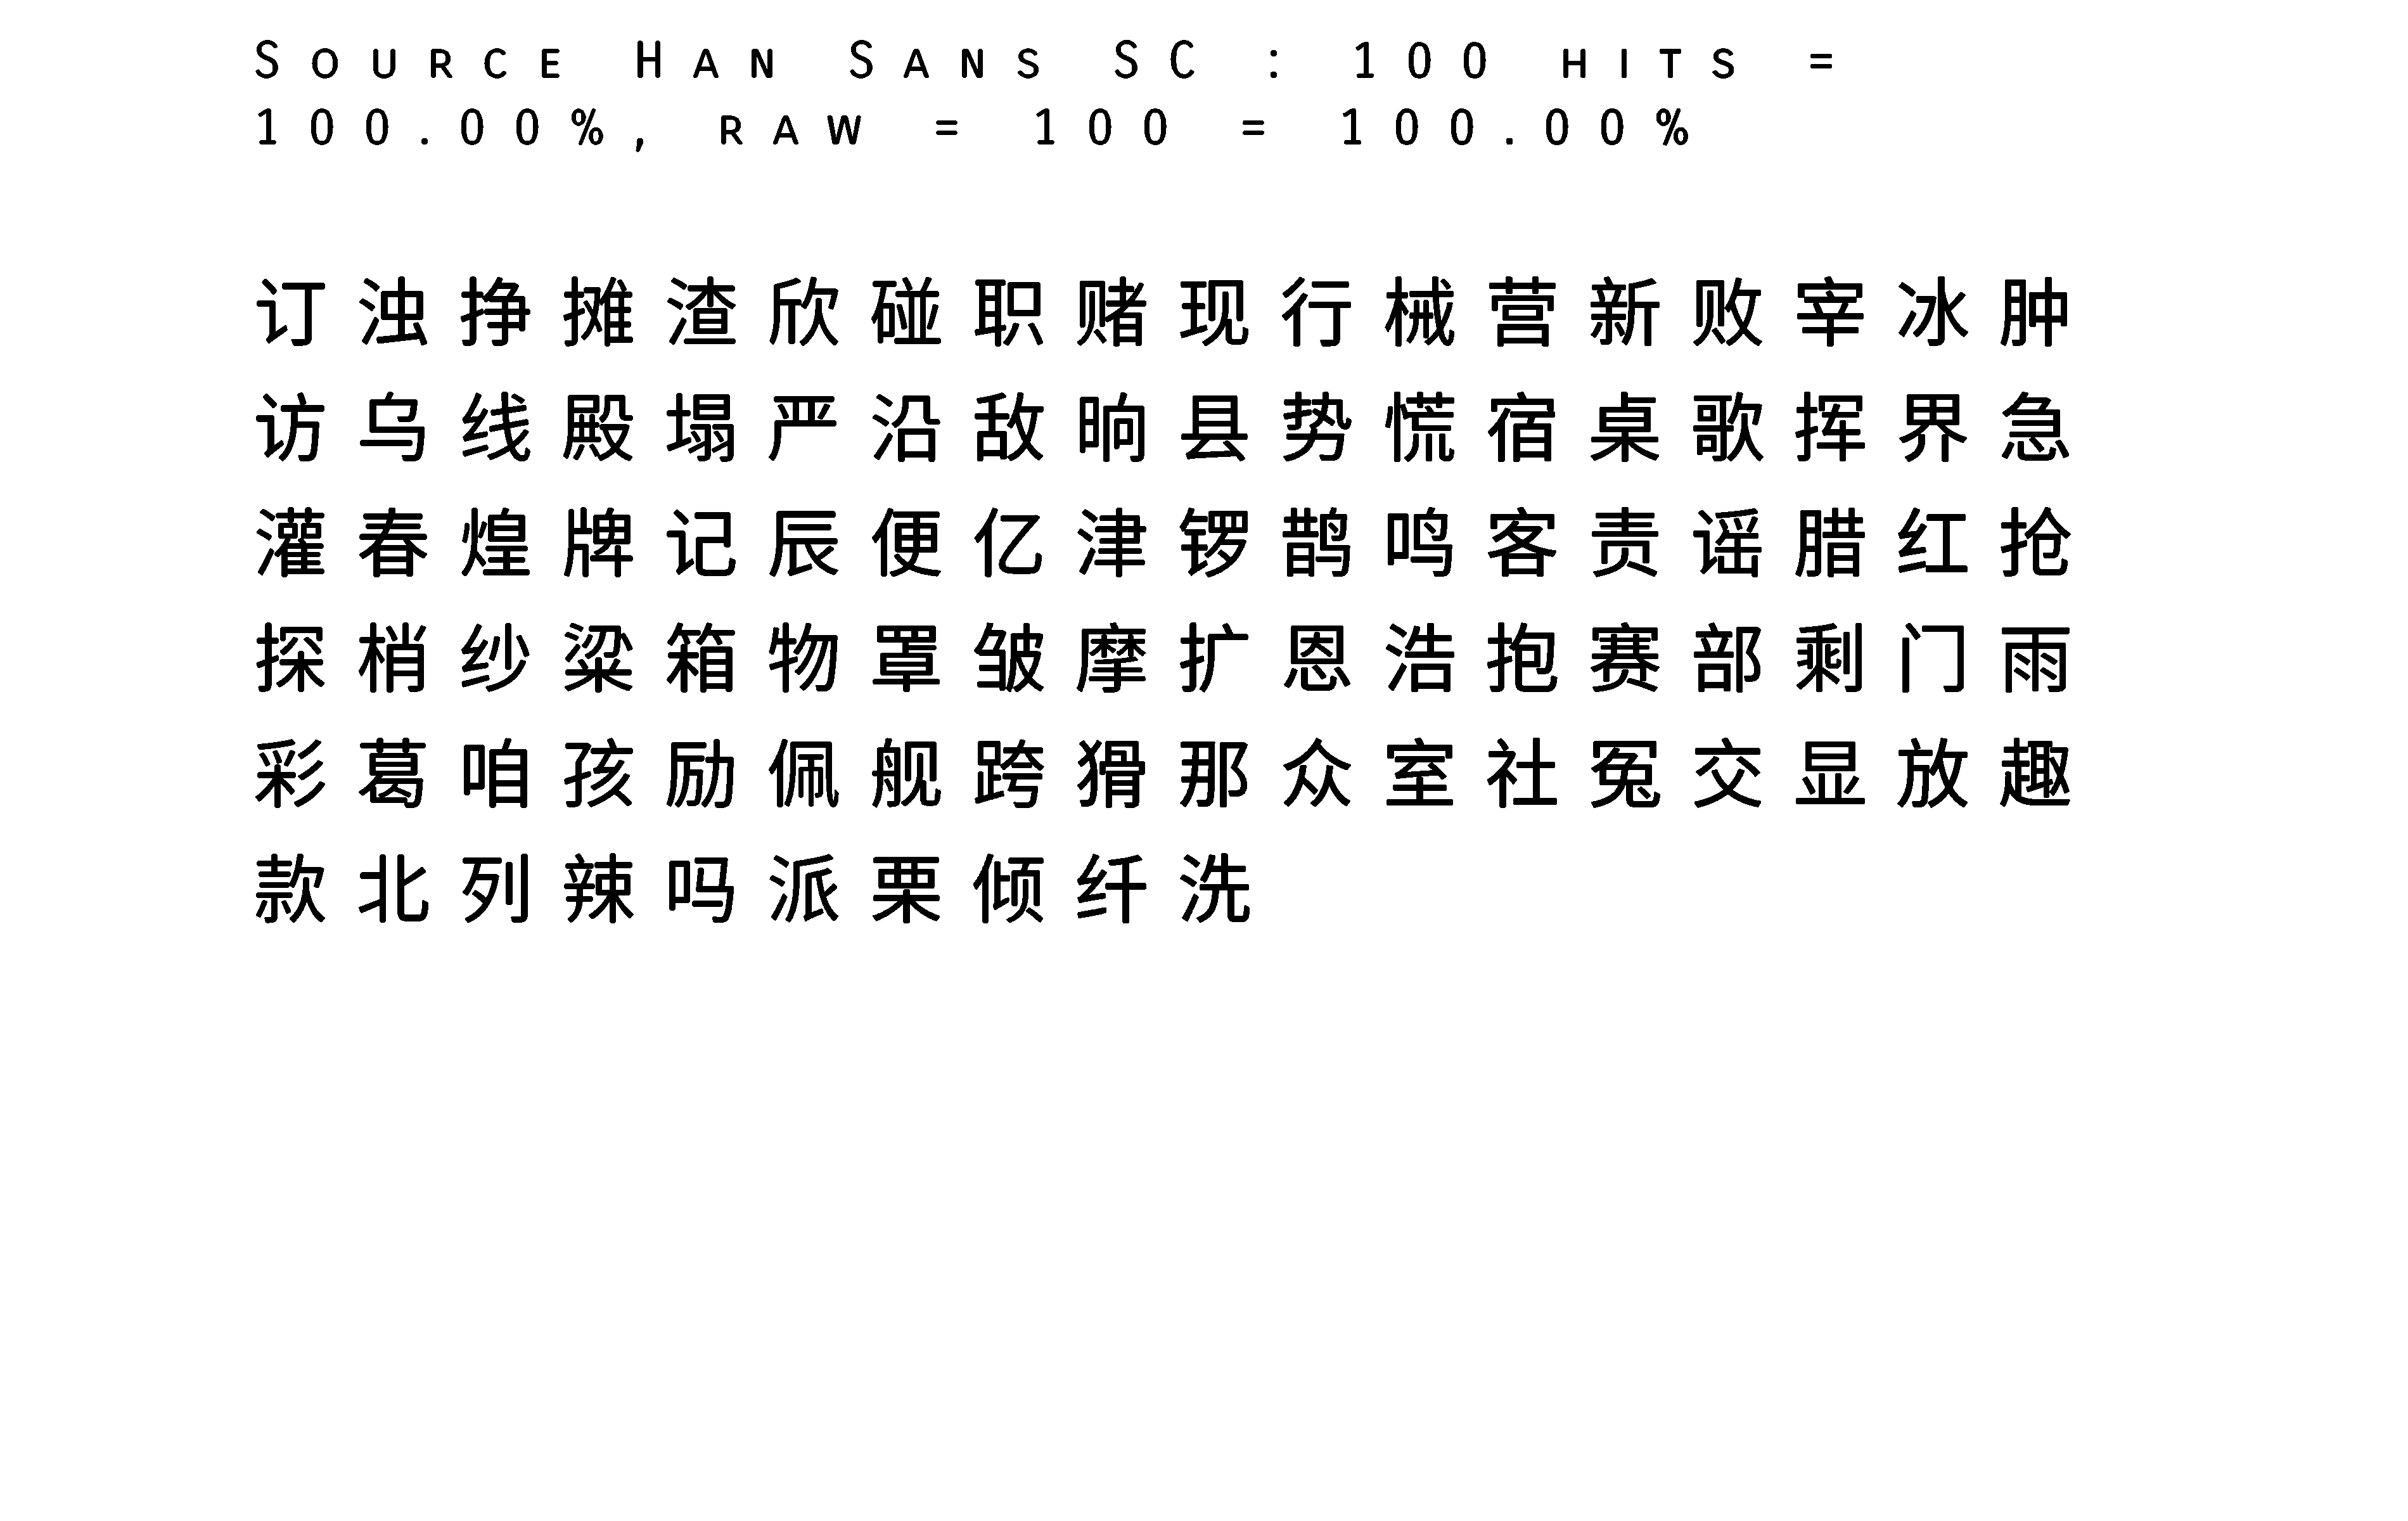 Source Han Sans SC : 100 hits =
100.00%, raw = 100 = 100.00%
订浊挣摊渣欣碰职赌现行械营新败宰冰肿
访乌线殿塌严沿敌晌县势慌宿桌歌挥界急
灌春煌牌记辰便亿津锣鹊鸣客责谣腊红抢
探梢纱粱箱物罩皱摩扩恩浩抱赛部剩门雨
彩葛咱孩励佩舰跨猾那众室社冤交显放趣
款北列辣吗派栗倾纤洗